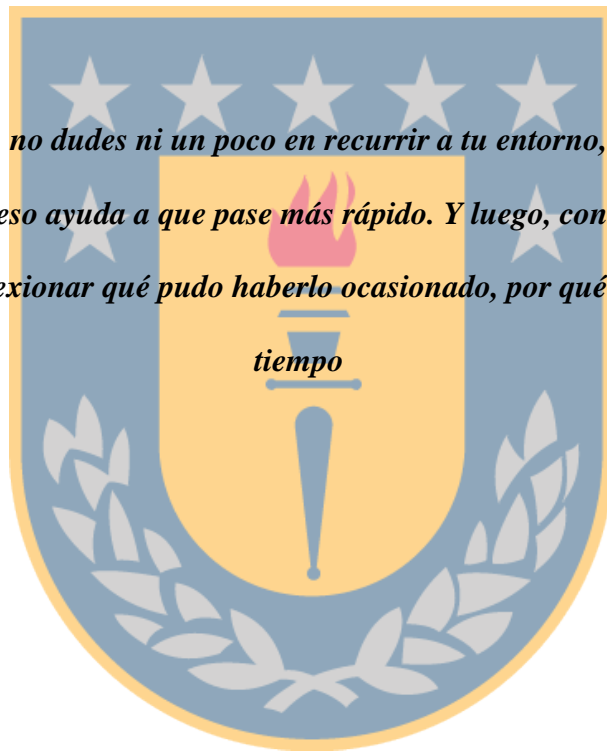 no dudes ni un poco en recurrir a tu entorno,
eso ayuda a que pase más rápido. Y luego, con
exionar qué pudo haberlo ocasionado, por qué
tiempo